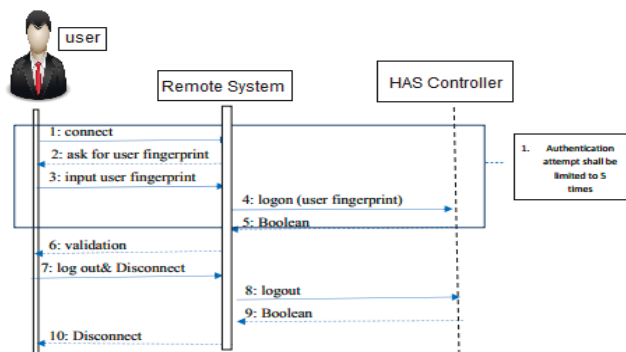 user
Remote System
HAS Controller
1: connect
2: ask for user fingerprint
3: input user fingerprint
4: logon (user fingerprint)
5: Boolean
1. Authentication
attempt shall be
limited to 5
times
6: validation
7: log out& Disconnect
8: logout
9: Boolean
10: Disconnect